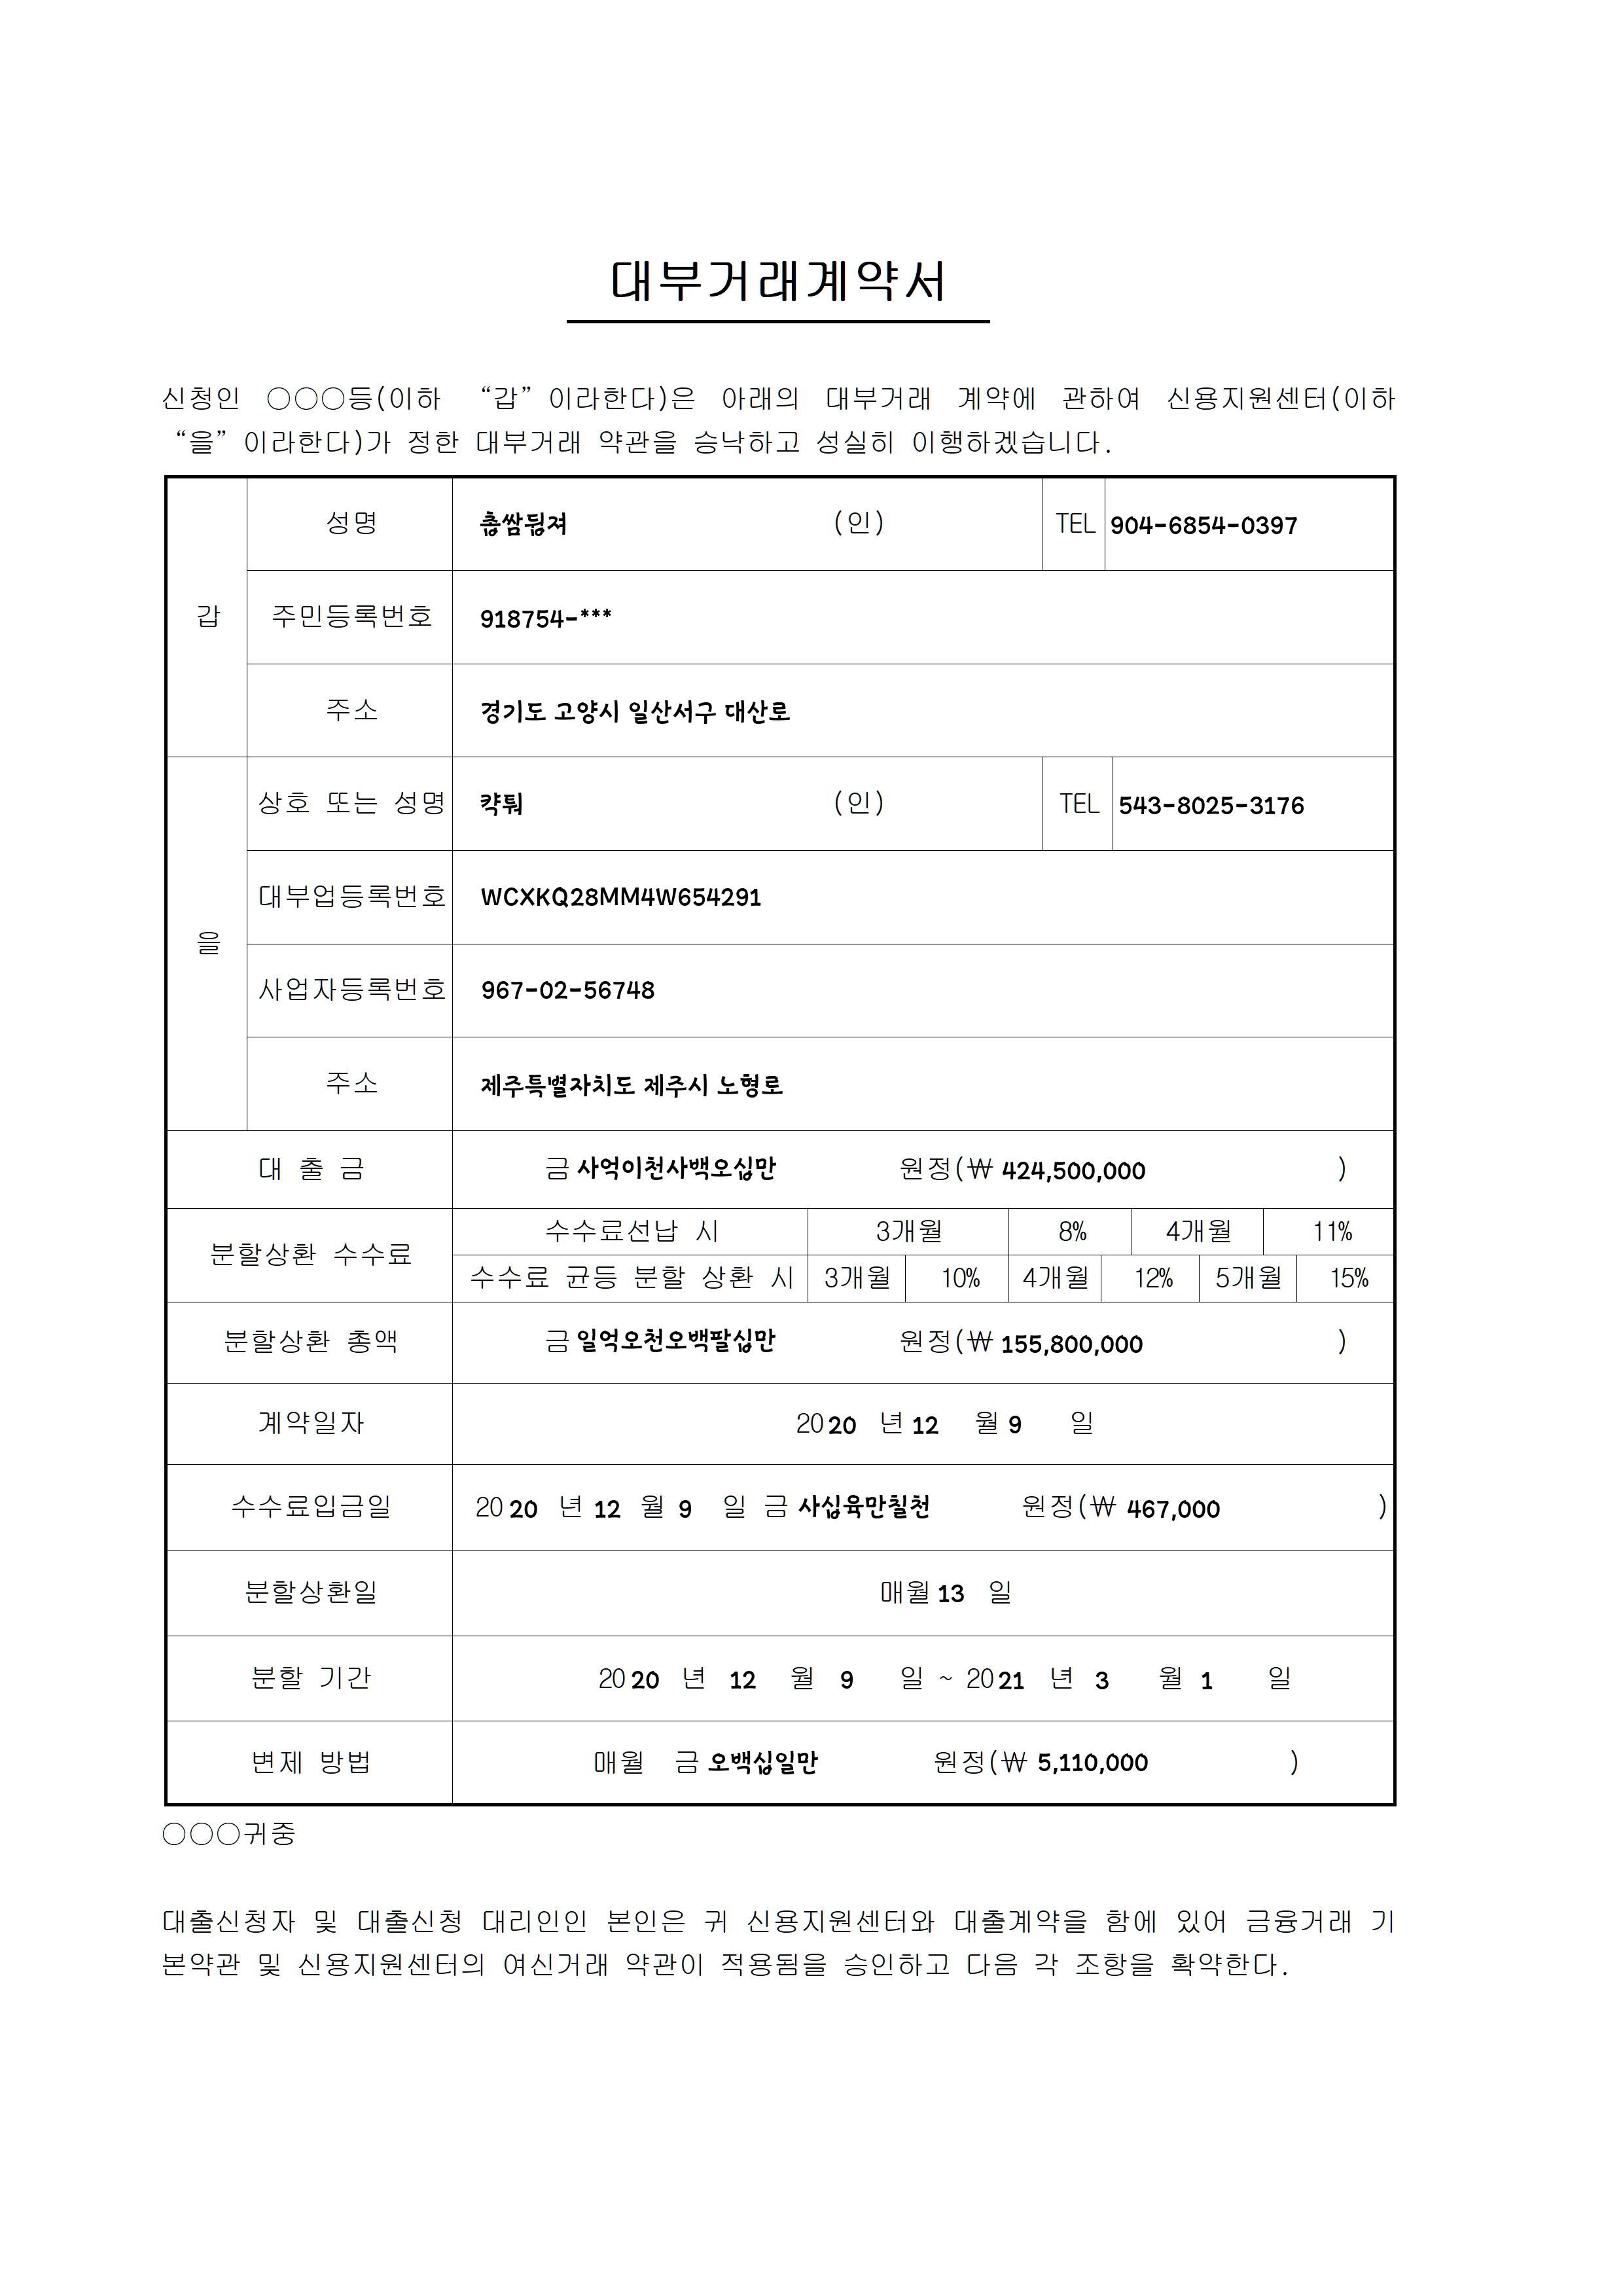 대부거래계약서
신청인 ○○○등(이하 “갑”이라한다)은 아래의 대부거래 계약에 관하여 신용지원센터(이하
“을”이라한다)가 정한 대부거래 약관을 승낙하고 성실히 이행하겠습니다.
갑
성명 (인) TEL 904-6854-0397
주민등록번호 918754-***
주소 경기도 고양시 일산서구 대산로
을
상호 또는 성명 (인) TEL 543-8025-3176
대부업등록번호 WCXKQ28MM4W654291
사업자등록번호 967-02-56748
주소 제주특별자치도 제주시 노형로
대 출 금 금 사억이천사백오십만 원정(₩ 424,500,000 )
분할상환 수수료
수수료선납 시 3개월 8% 4개월 11%
수수료 균등 분할 상환 시 3개월 10% 4개월 12% 5개월 15%
분할상환 총액 금 일억오천오백팔십만 원정(₩ 155,800,000 )
계약일자 2020 년 12 월 9 일
수수료입금일 2020 년 12 월 9 일 금 사십육만칠천 원정(₩ 467,000 )
분할상환일 매월 13 일
분할 기간 2020 년 12 월 9 일 ~ 2021 년 3 월 1 일
변제 방법 매월 금 오백십일만 원정(₩ 5,110,000 )
○○○귀중
대출신청자 및 대출신청 대리인인 본인은 귀 신용지원센터와 대출계약을 함에 있어 금융거래 기
본약관 및 신용지원센터의 여신거래 약관이 적용됨을 승인하고 다음 각 조항을 확약한다.